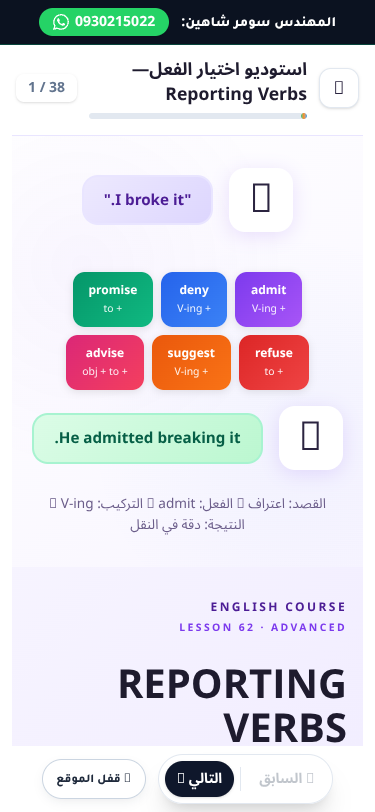 المهندس سومر شاهين: 0930215022
استوديو اختيار الفعل—
Reporting Verbs
1 / 38
"I broke it."
admit
V-ing +
deny
V-ing +
promise
to +
refuse
to +
suggest
V-ing +
advise
obj + to +
He admitted breaking it.
القصد: اعتراف الفعل: admit التركيب: V-ing
النتيجة: دقة في النقل
ENGLISH COURSE
LESSON 62 · ADVANCED
REPORTING
VERBS
السابق
التالي
قفل الموقع